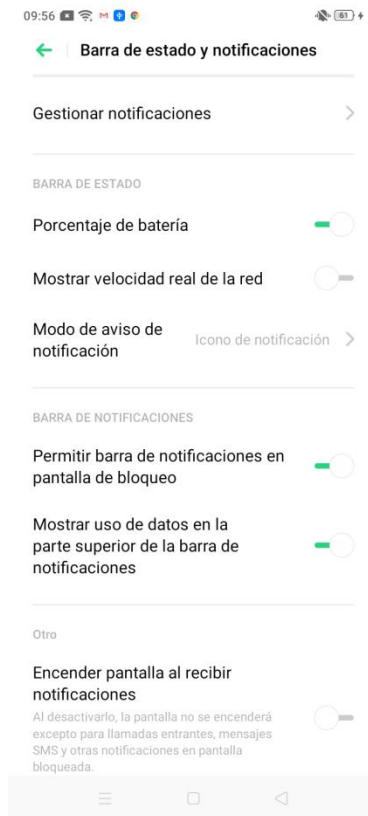 09:56 61
Barra de estado y notificaciones
Gestionar notificaciones
BARRA DE ESTADO
Porcentaje de batería
Mostrar velocidad real de la red
Modo de aviso de
notificación
Icono de notificación
BARRA DE NOTIFICACIONES
Permitir barra de notificaciones en
pantalla de bloqueo
Mostrar uso de datos en la
parte superior de la barra de
notificaciones
Otro
Encender pantalla al recibir
notificaciones
Al desactivarlo, la pantalla no se encenderá
excepto para llamadas entrantes, mensajes
SMS y otras notificaciones en pantalla
bloqueada.